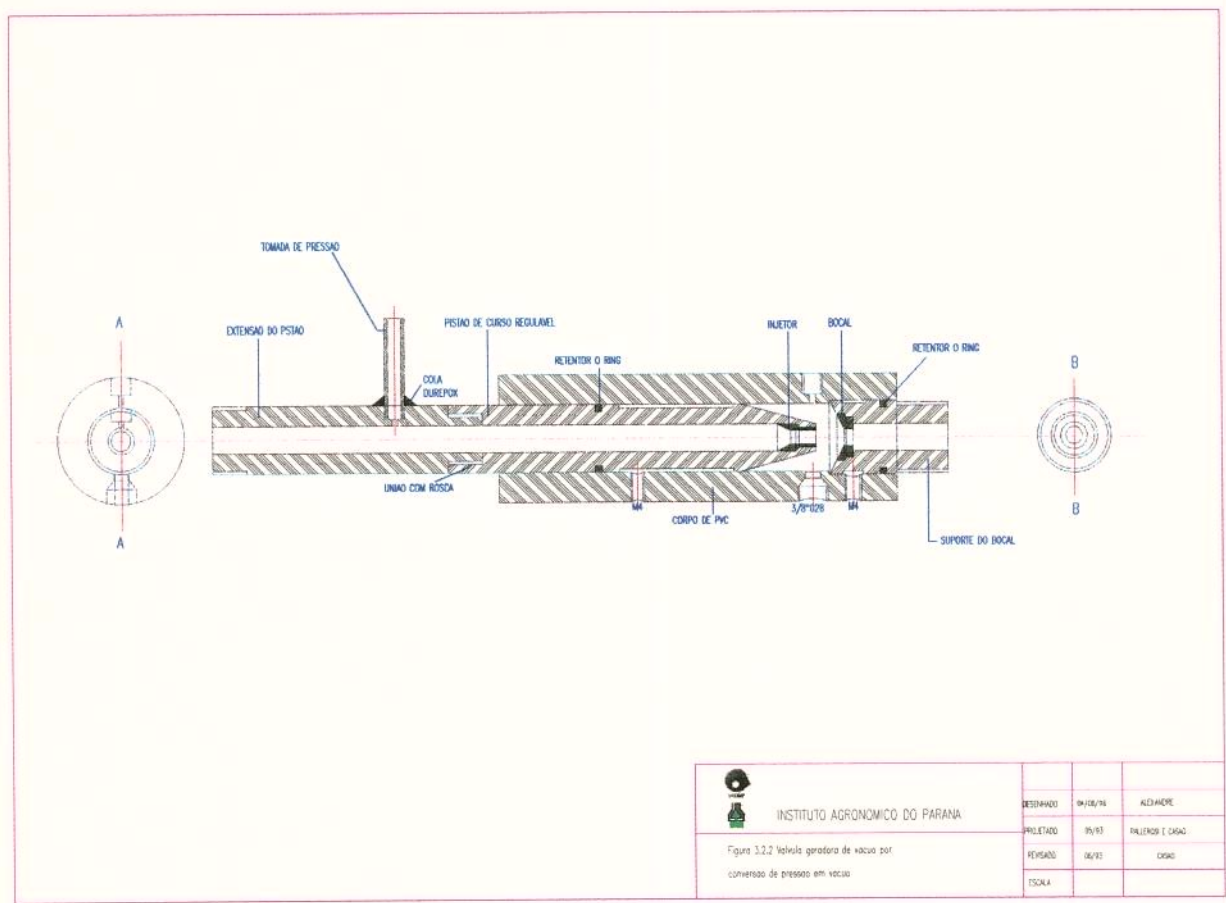 TOMADA DE PRESSAO
A
EXTENSAO DO PSTAO
PISTAO DE CURSO REGULAVEL
INJETOR
BOCAL
RETENTOR O RING
RETENTOR O RING
B
COLA
DUREPOX
UNIAO COM ROSCA
M4
3/8"
M4
CORPO DE PVC
SUPORTE DO BOCAL
A
B
INSTITUTO AGRONOMICO DO PARANA
Figura 3.2.2 Valvula geradora de vacuo por
conversao de pressao em vacuo
DESENHADO ALEXANDRE
PROJETADO 05/93 E CASAO
REVISADO 06/93 CASAO
ESCALA